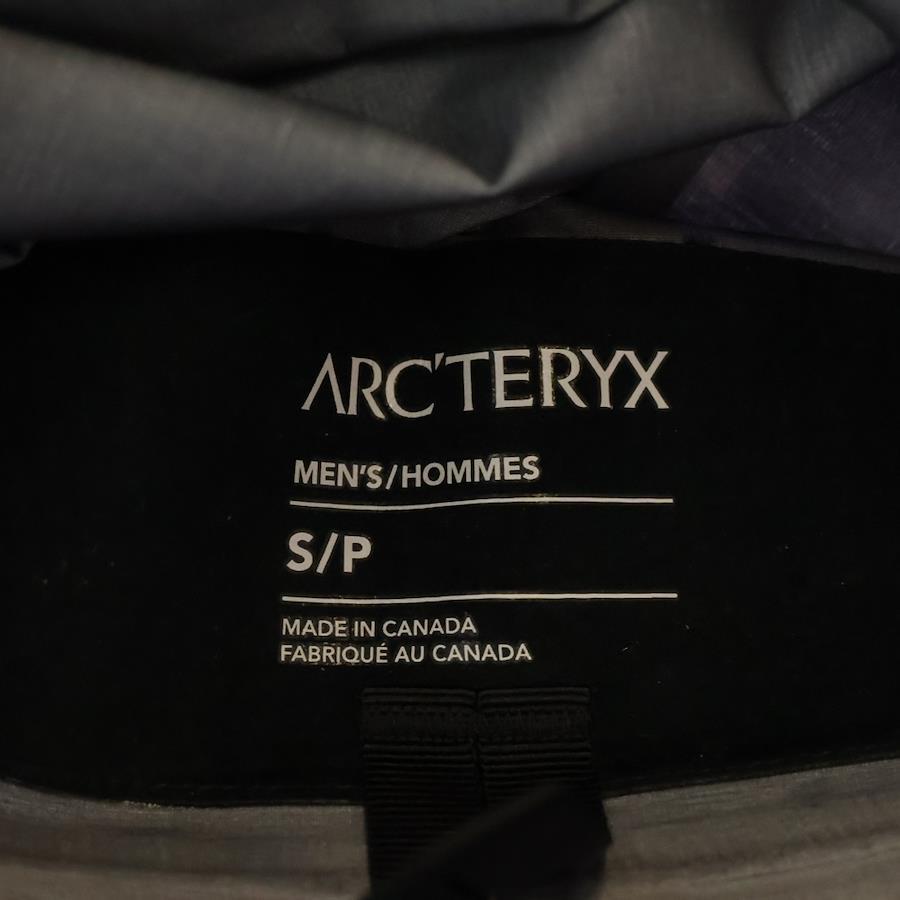 ARC'TERYX
MEN'S/HOMMES
S/P
MADE IN CANADA
FABRIQUÉ AU CANADA